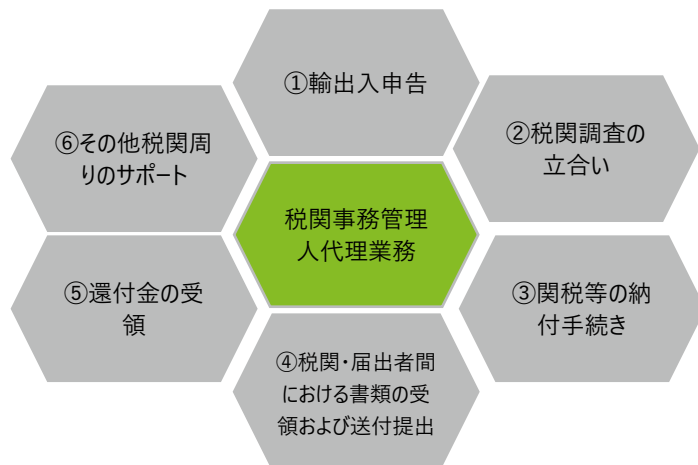 ①輸出入申告
②税関調査の
立合い
③関税等の納
付手続き
④税関・届出者間
における書類の受
領および送付提出
⑤還付金の受
領
⑥その他税関周
りのサポート
税関事務管理
人代理業務